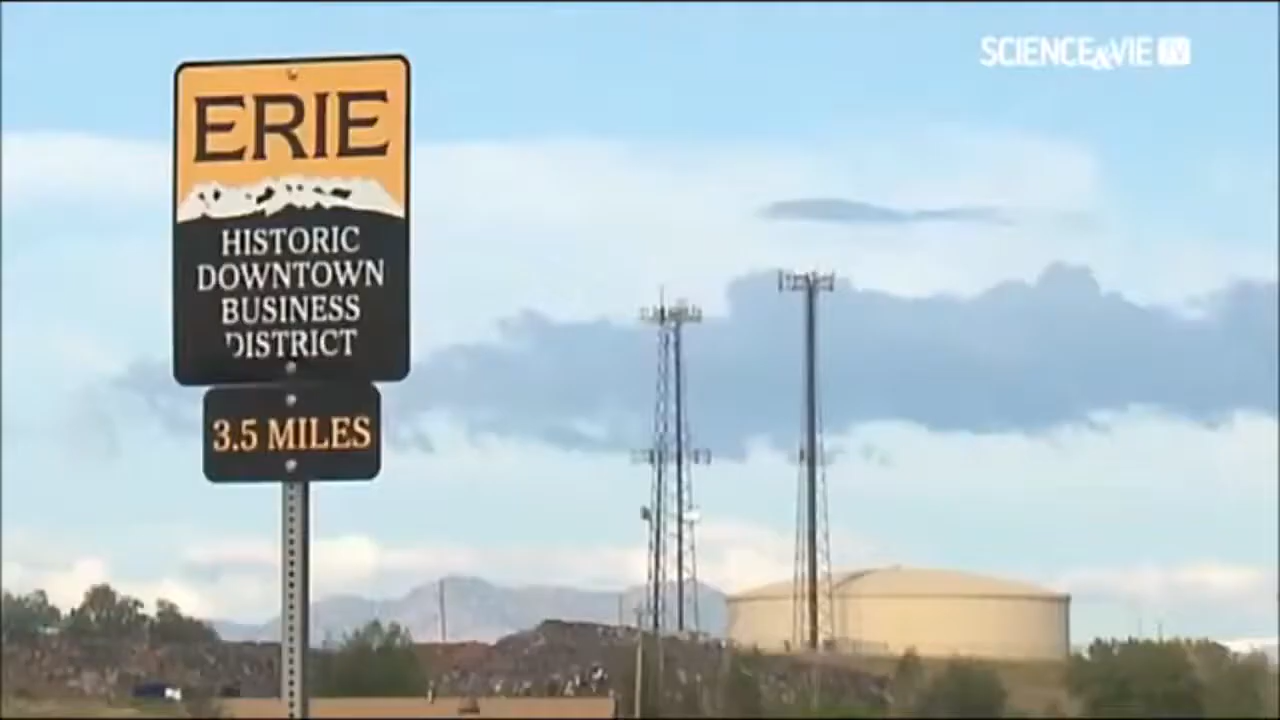 SCIENCE&VIE TV
ERIE
HISTORIC
DOWNTOWN
BUSINESS
DISTRICT
3.5 MILES